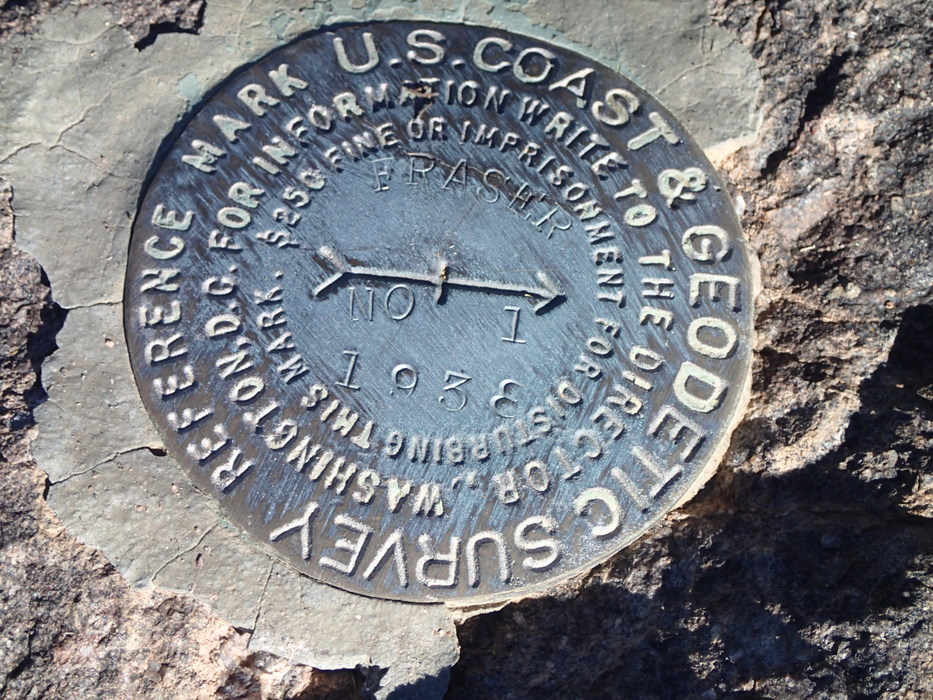 U.S. COAST & GEODETIC SURVEY
REFERENCE MARK
FOR INFORMATION WRITE TO THE DIRECTOR, WASHINGTON, D.C.
$250 FINE OR IMPRISONMENT FOR DISTURBING THIS MARK.
FRASER
NO 1
1938